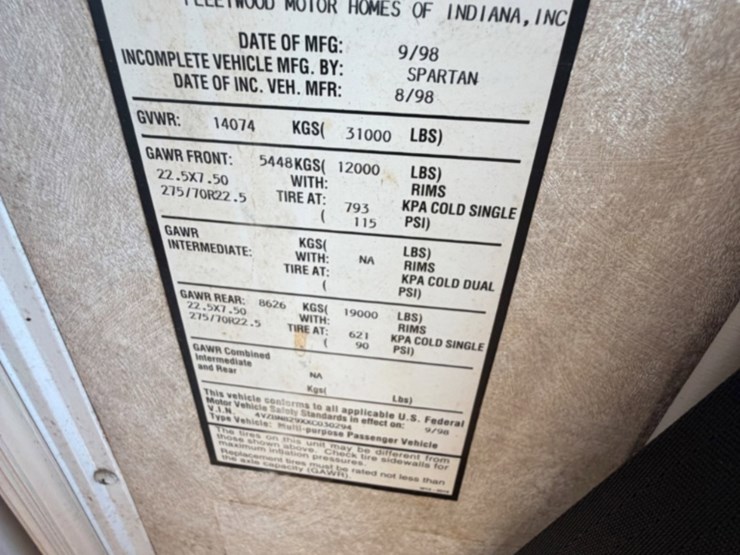 FLEETWOOD MOTOR HOMES OF INDIANA, INC
DATE OF MFG: 9/98
INCOMPLETE VEHICLE MFG. BY: SPARTAN
DATE OF INC. VEH. MFR: 8/98
GVWR: 14074 KGS( 31000 LBS)
GAWR FRONT: 5448KGS( 12000 LBS)
22.5X7.50 WITH: RIMS
275/70R22.5 TIRE AT: 793 KPA COLD SINGLE
( 115 PSI)
GAWR KGS( LBS)
INTERMEDIATE: WITH: NA RIMS
TIRE AT: KPA COLD DUAL
( PSI)
GAWR REAR: 8626 KGS( 19000 LBS)
22.5X7.50 WITH: RIMS
275/70R22.5 TIRE AT: 621 KPA COLD SINGLE
( 90 PSI)
GAWR Combined
Intermediate NA
and Rear Kgs( Lbs)
This vehicle conforms to all applicable U.S. Federal
Motor Vehicle Safety Standards in effect on: 9/98
V.I.N.
Type Vehicle: Multi-purpose Passenger Vehicle
The tires on this unit may be different from
those shown above. Check tire sidewalls for
maximum inflation pressures.
Replacement tires must be rated not less than
the axle capacity (GAWR).